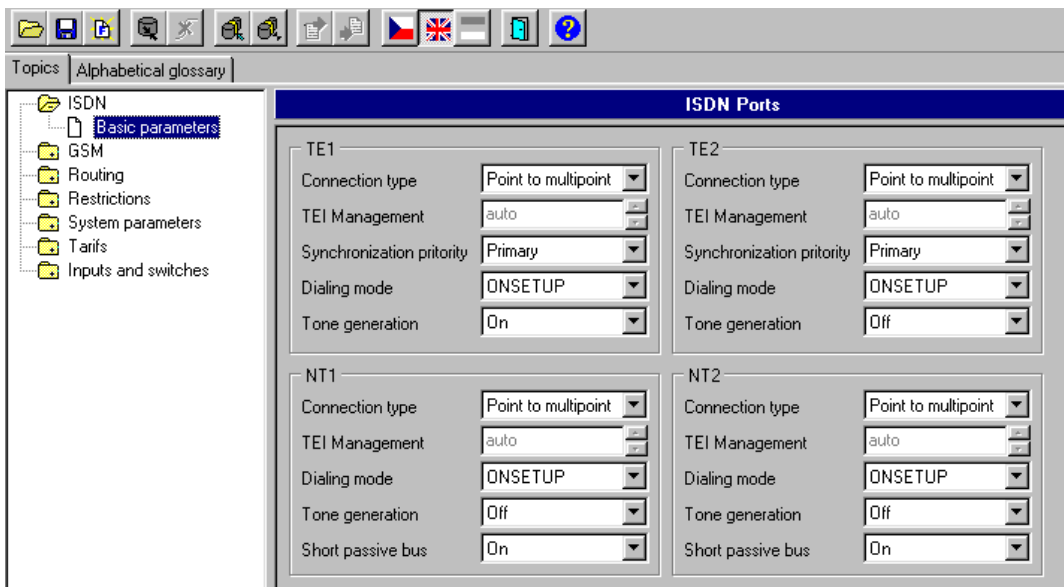 Topics Alphabetical glossary
ISDN
Basic parameters
GSM
Routing
Restrictions
System parameters
Tarifs
Inputs and switches
ISDN Ports
TE1
Connection type Point to multipoint
TEI Management auto
Synchronization pritority Primary
Dialing mode ONSETUP
Tone generation On
TE2
Connection type Point to multipoint
TEI Management auto
Synchronization pritority Primary
Dialing mode ONSETUP
Tone generation Off
NT1
Connection type Point to multipoint
TEI Management auto
Dialing mode ONSETUP
Tone generation Off
Short passive bus On
NT2
Connection type Point to multipoint
TEI Management auto
Dialing mode ONSETUP
Tone generation Off
Short passive bus On